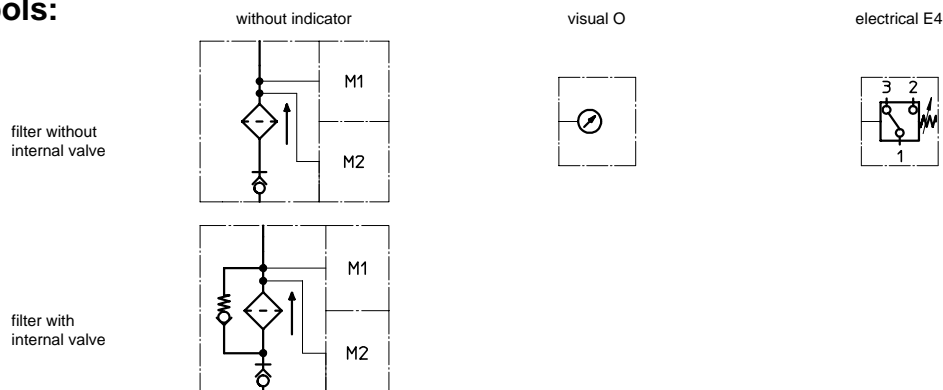 without indicator
visual O
electrical E4
filter without
internal valve
M1
M2
3 2
1
filter with
internal valve
M1
M2